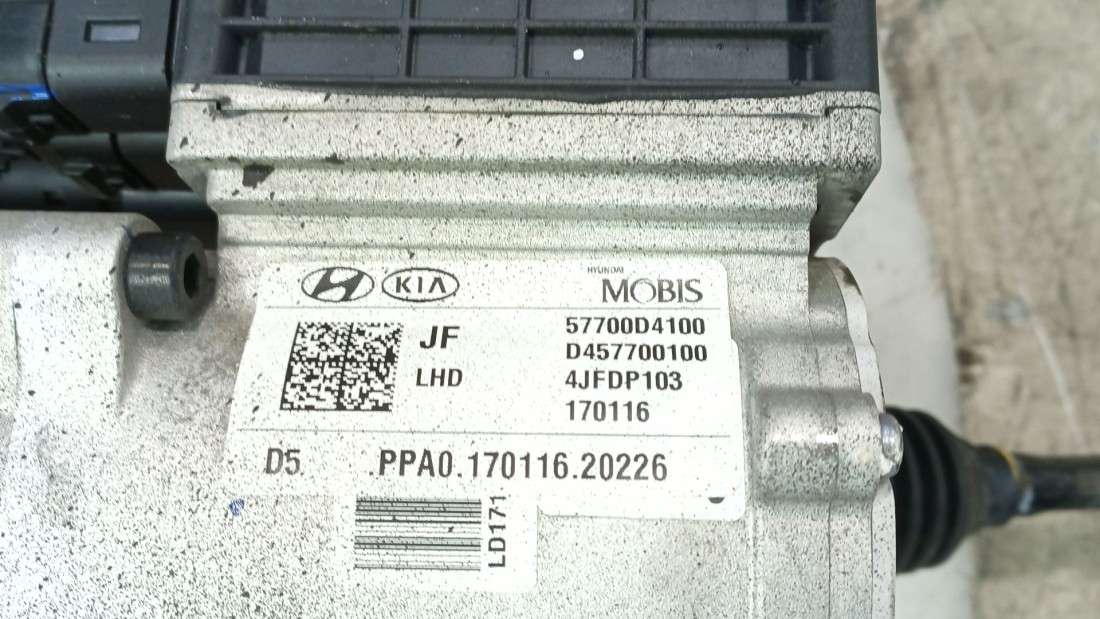 KIA
HYUNDAI
MOBIS
JF
57700D4100
D457700100
LHD
4JFDP103
170116
D5
.PPA0.170116.20226
LD171